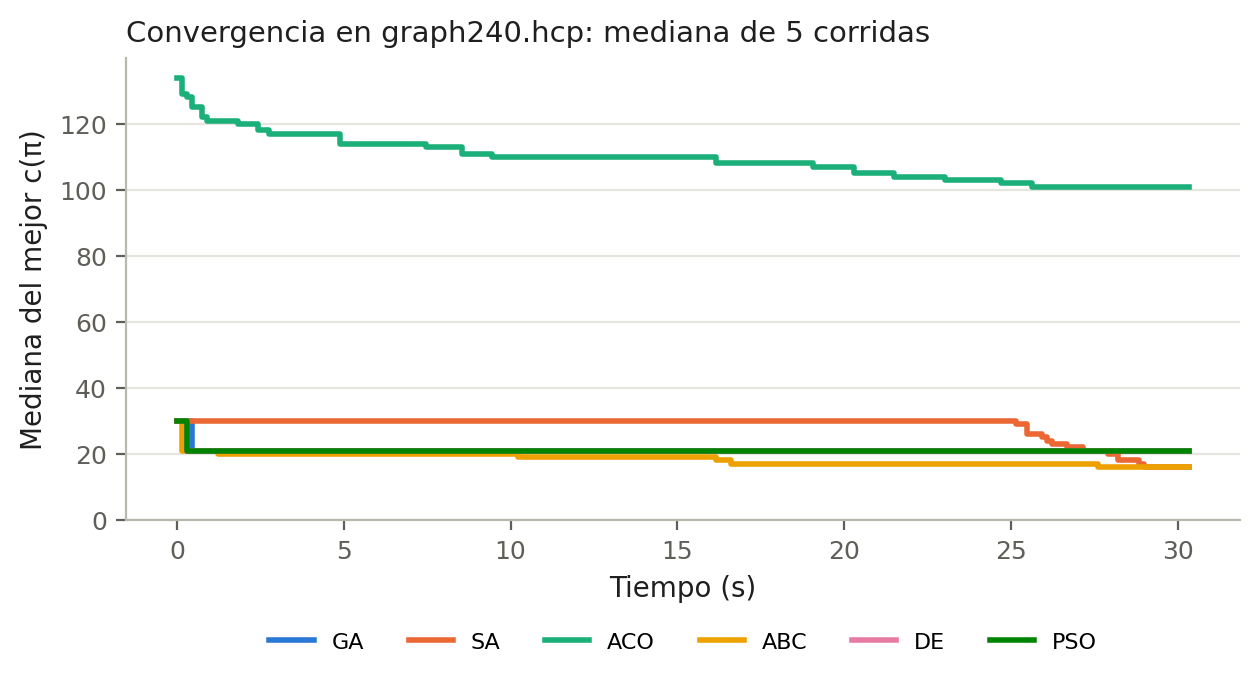 Convergencia en graph240.hcp: mediana de 5 corridas
Mediana del mejor c(π)
120
100
80
60
40
20
0
0 5 10 15 20 25 30
Tiempo (s)
GA SA ACO ABC DE PSO